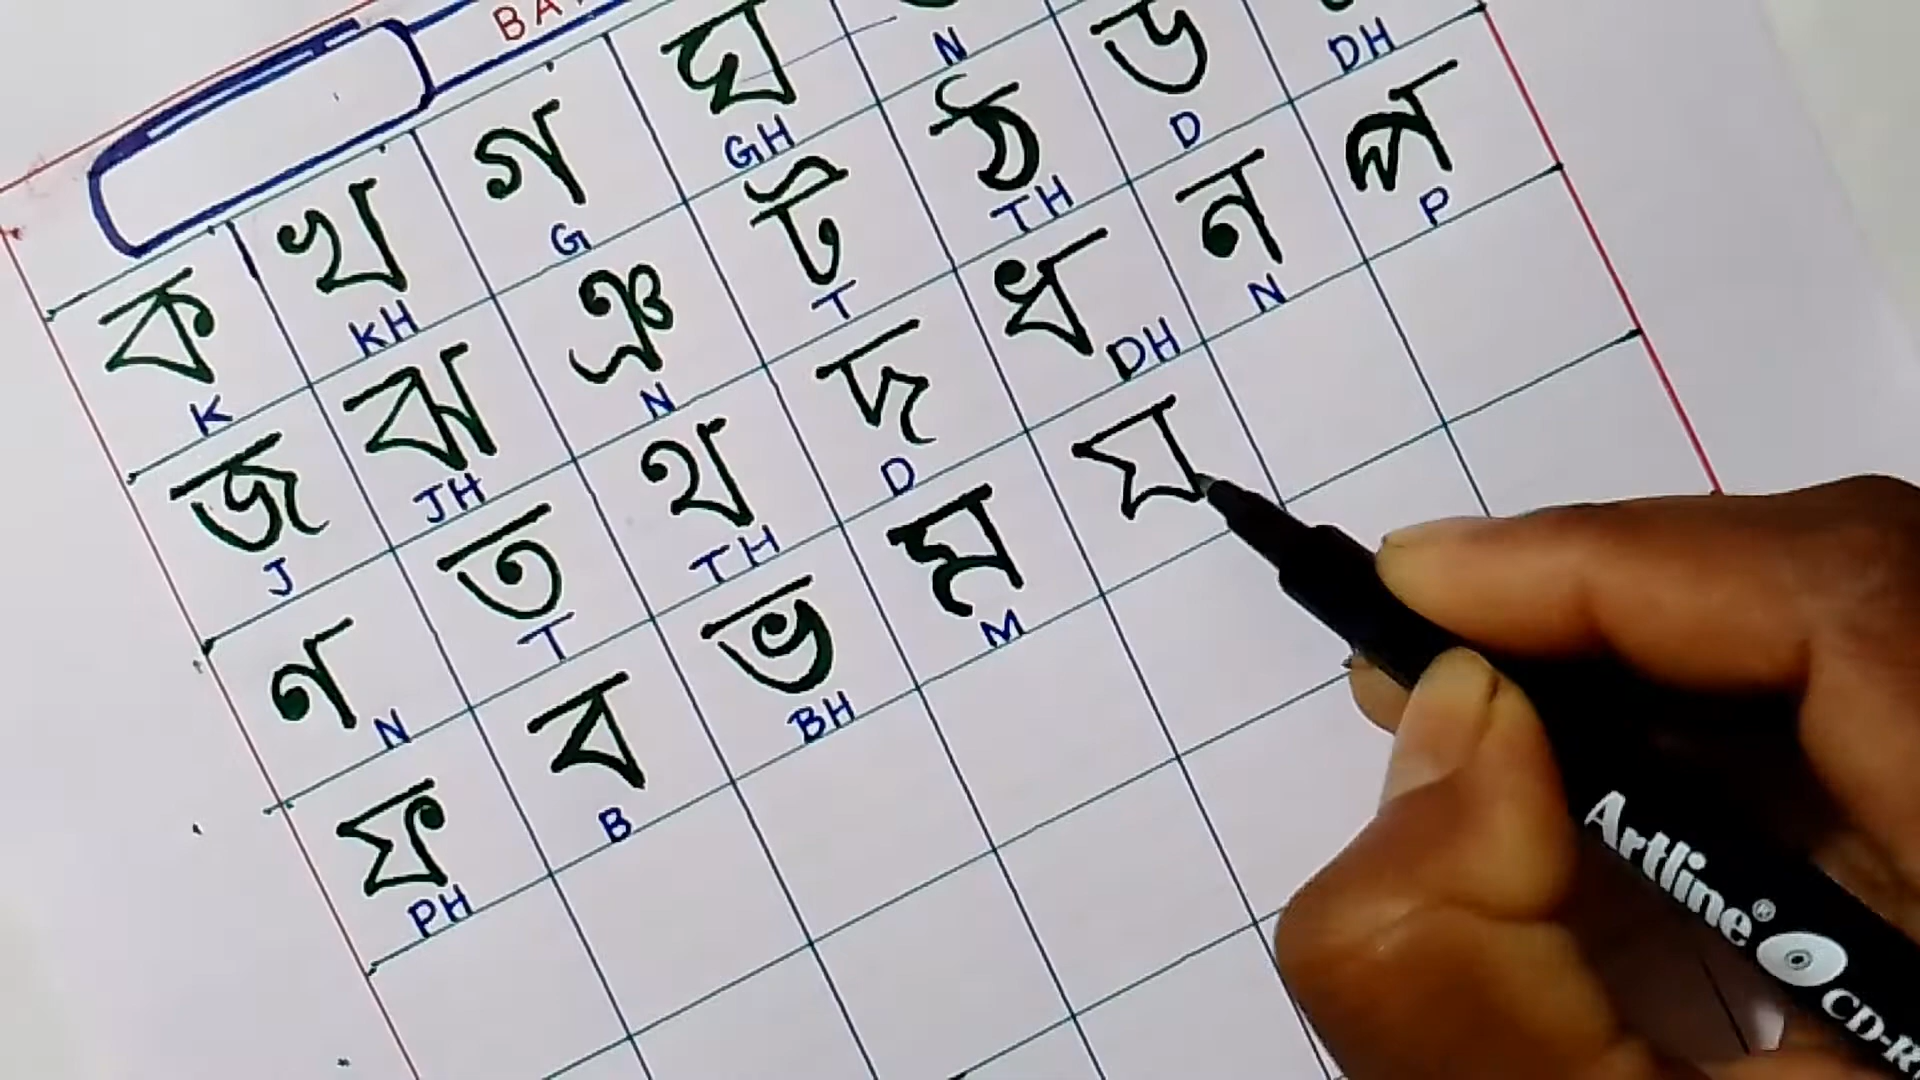 BA
ক খ গ ঘ
K KH G GH N DH
জ ঝ ঞ ট ঠ ড
J JH N T TH D
ণ ত থ দ ধ ন প
N T TH D DH N P
ফ ব ভ ম য
PH B BH M
Artline®
CD-R